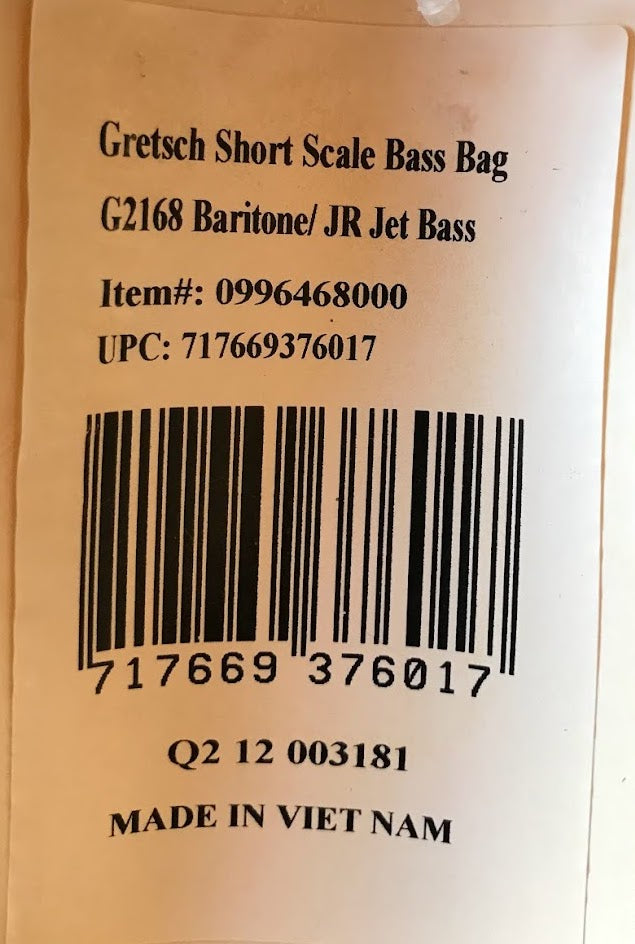 Gretsch Short Scale Bass Bag
G2168 Baritone/ JR Jet Bass
Item#: 0996468000
UPC: 717669376017
717669 376017
Q2 12 003181
MADE IN VIET NAM